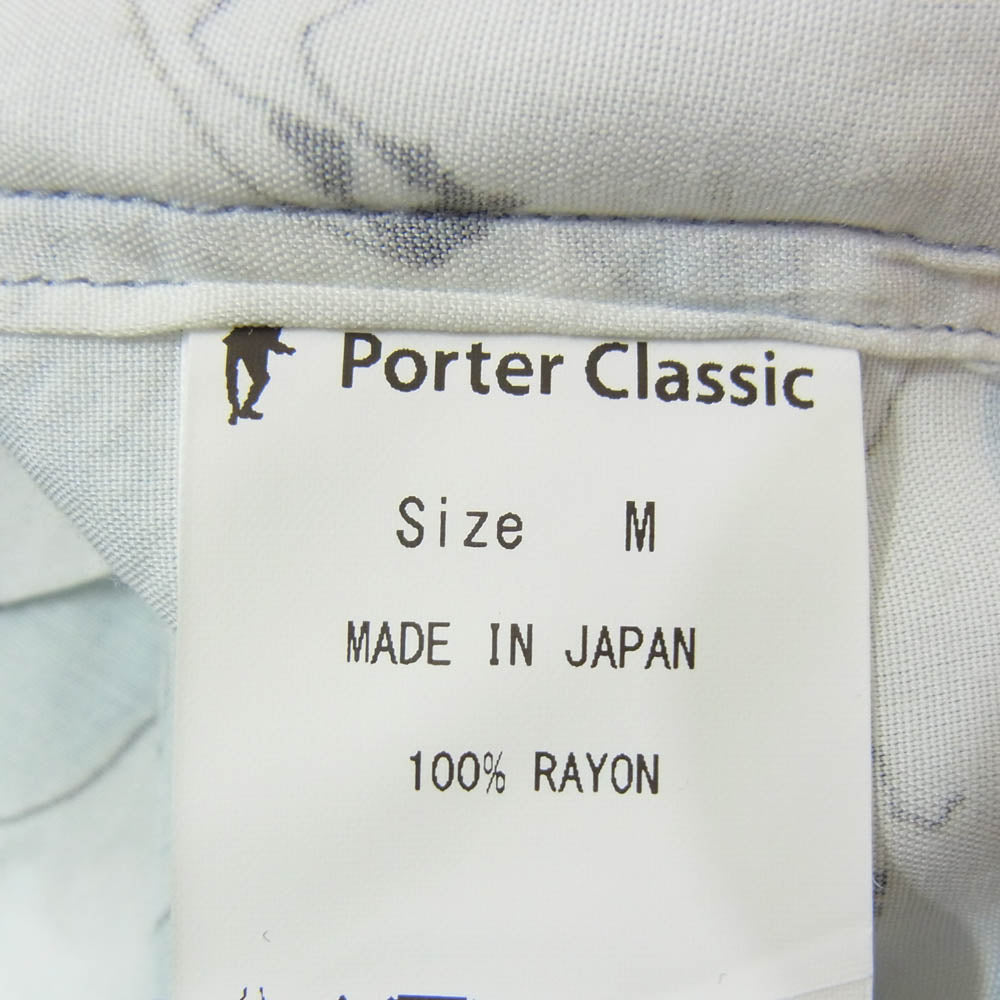 Porter Classic
Size M
MADE IN JAPAN
100% RAYON